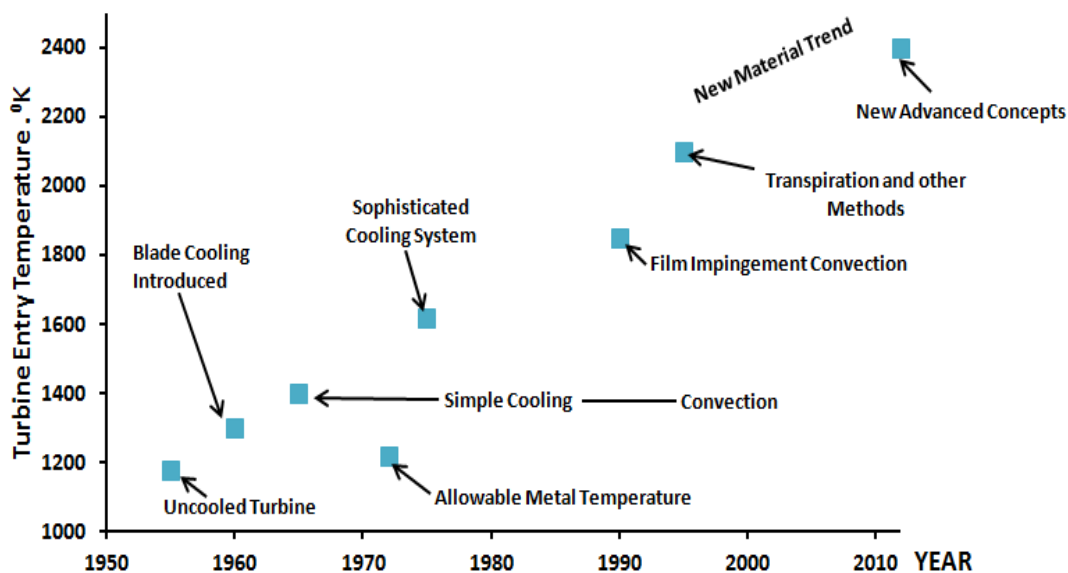 2400
2200
2000
1800
1600
1400
1200
1000
Turbine Entry Temperature . ⁰K
New Material Trend
New Advanced Concepts
Transpiration and other
Methods
Sophisticated
Cooling System
Blade Cooling
Introduced
Film Impingement Convection
Simple Cooling
Convection
Allowable Metal Temperature
Uncooled Turbine
1950
1960
1970
1980
1990
2000
2010
YEAR